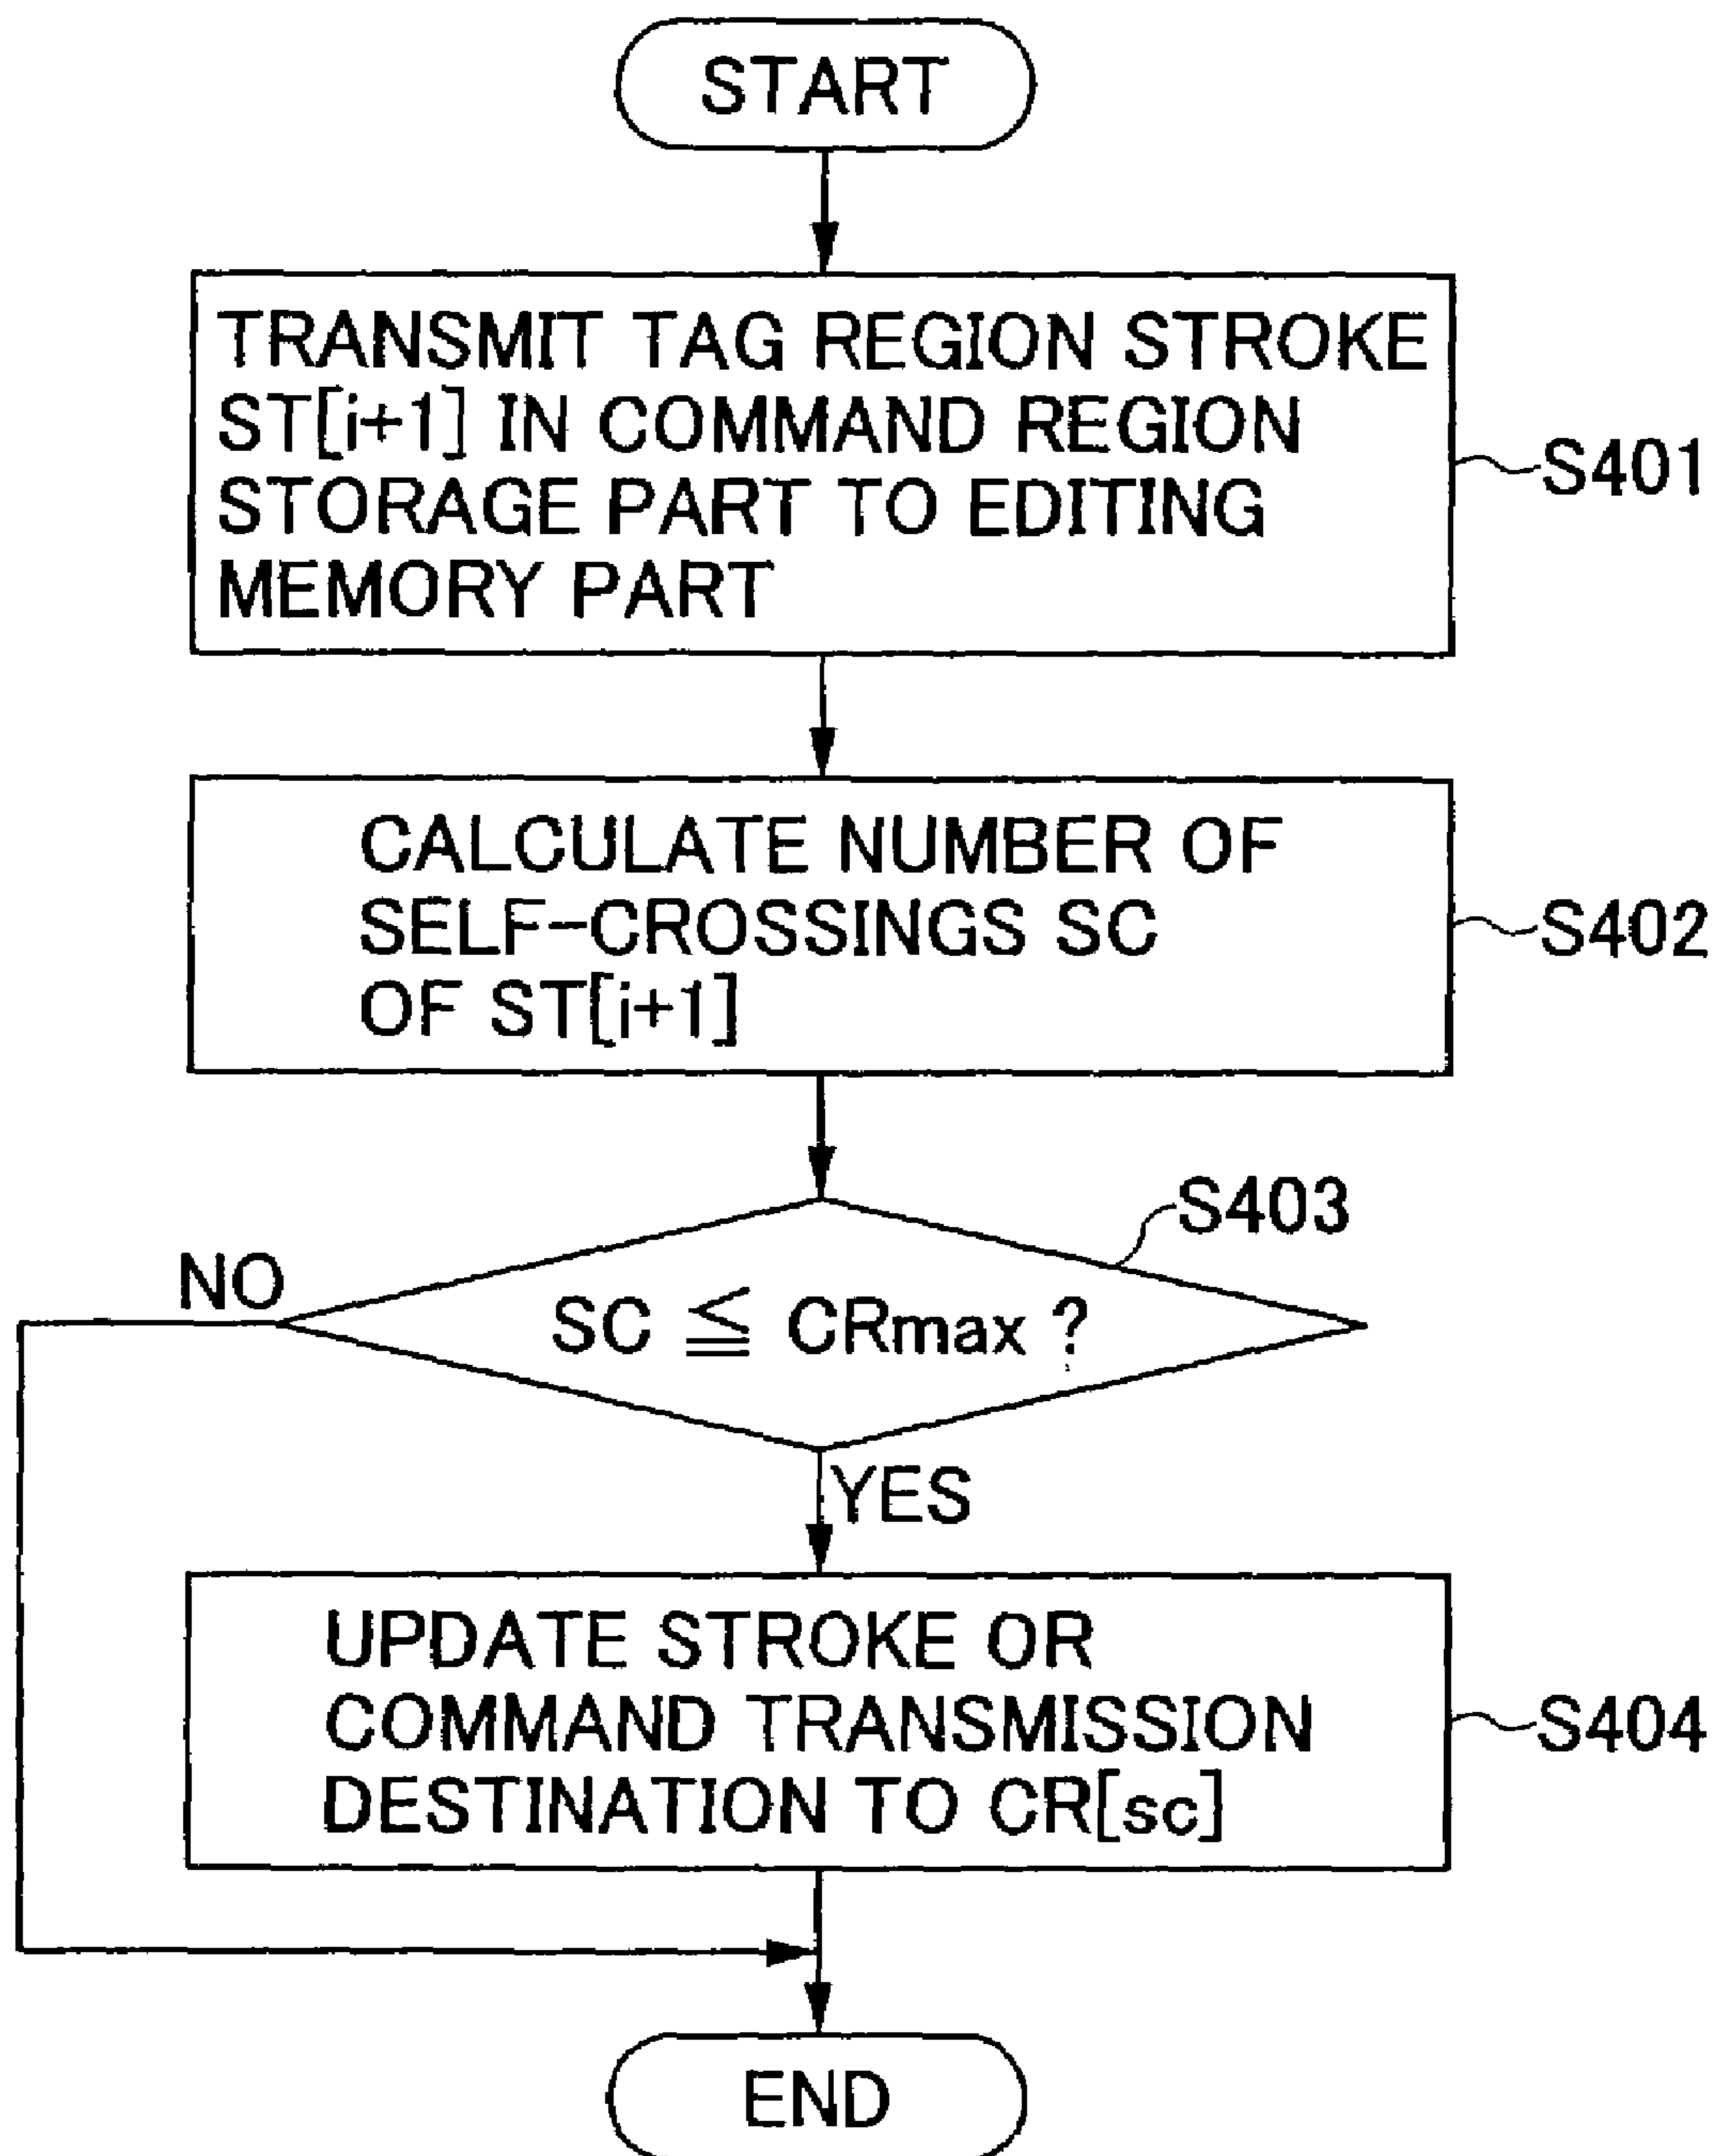 START
TRANSMIT TAG REGION STROKE
ST[i+1] IN COMMAND REGION
STORAGE PART TO EDITING
MEMORY PART
S401
CALCULATE NUMBER OF
SELF-CROSSINGS SC
OF ST[i+1]
S402
S403
NO
SC ≦ CRmax ?
YES
UPDATE STROKE OR
COMMAND TRANSMISSION
DESTINATION TO CR[sc]
S404
END